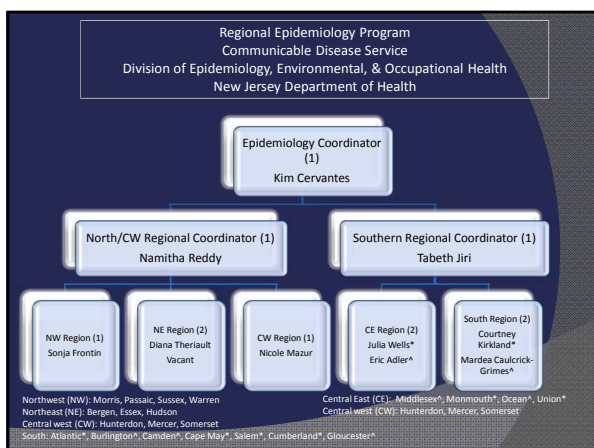 Regional Epidemiology Program
Communicable Disease Service
Division of Epidemiology, Environmental, & Occupational Health
New Jersey Department of Health
Epidemiology Coordinator
(1)
Kim Cervantes
North/CW Regional Coordinator (1)
Namitha Reddy
Southern Regional Coordinator (1)
Tabeth Jiri
NW Region (1)
Sonja Frontin
NE Region (2)
Diana Theriault
Vacant
CW Region (1)
Nicole Mazur
CE Region (2)
Julia Wells*
Eric Adler^
South Region (2)
Courtney
Kirkland*
Mardea Caulcrick-
Grimes^
Northwest (NW): Morris, Passaic, Sussex, Warren
Northeast (NE): Bergen, Essex, Hudson
Central west (CW): Hunterdon, Mercer, Somerset
South: Atlantic*, Burlington^, Camden^, Cape May*, Salem*, Cumberland*, Gloucester^
Central East (CE): Middlesex^, Monmouth*, Ocean^, Union*
Central west (CW): Hunterdon, Mercer, Somerset